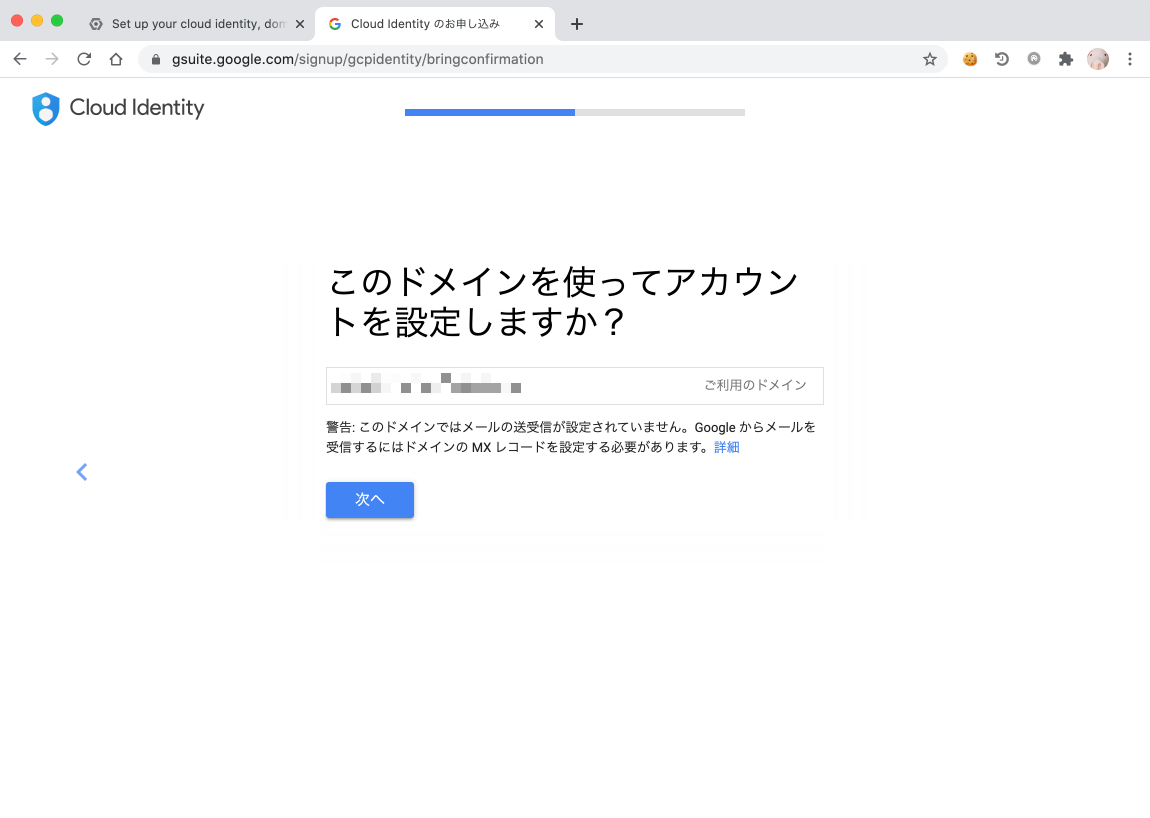 Set up your cloud identity, dom
Cloud Identity のお申し込み
gsuite.google.com/signup/gcpidentity/bringconfirmation
Cloud Identity
このドメインを使ってアカウン
トを設定しますか？
ご利用のドメイン
警告: このドメインではメールの送受信が設定されていません。Google からメールを
受信するにはドメインの MX レコードを設定する必要があります。詳細
次へ